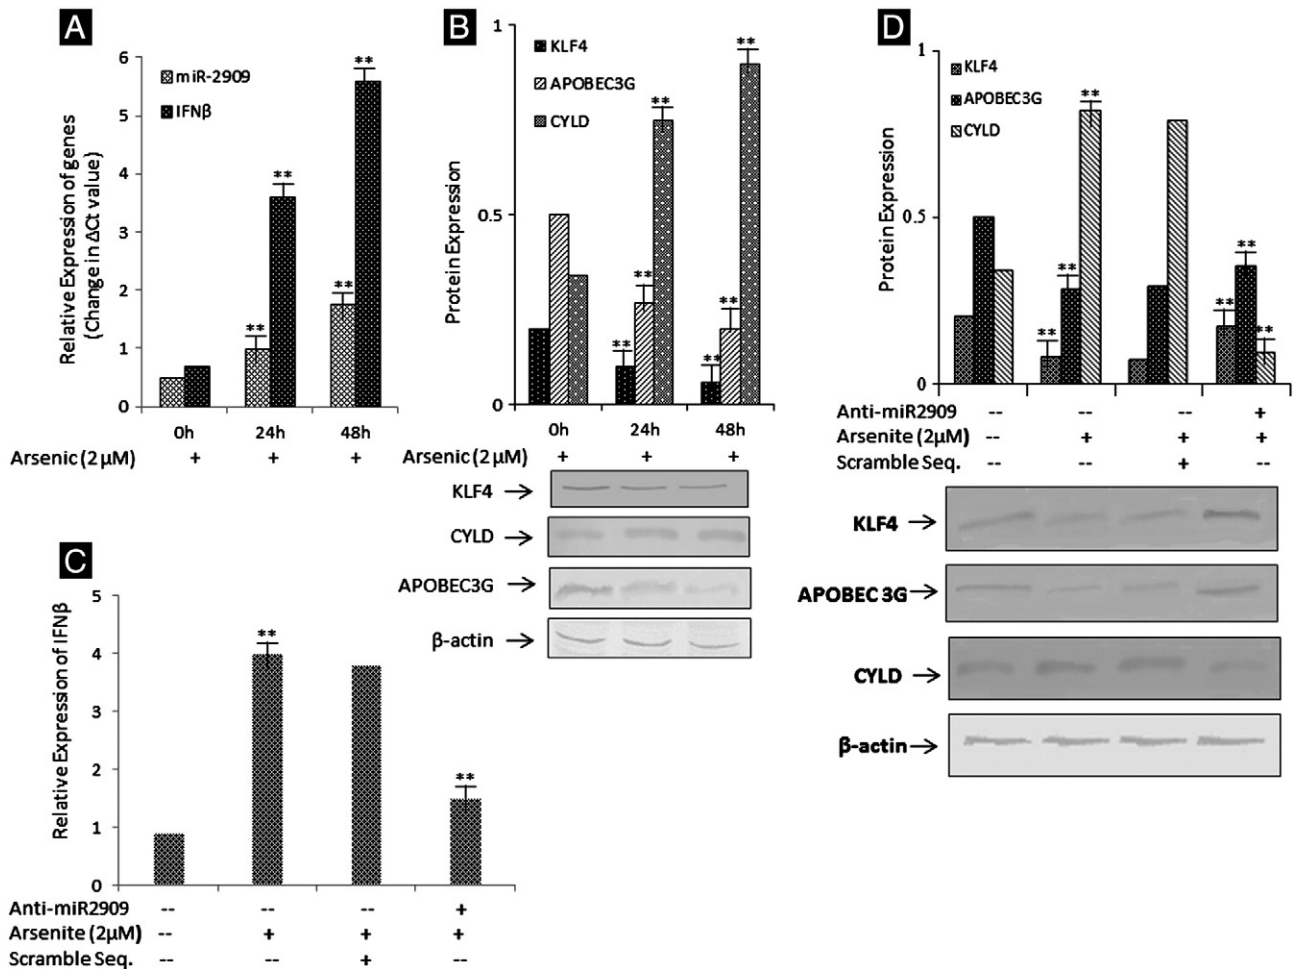 A
6
5
4
3
2
1
0
Relative Expression of genes
(Change in ΔCt value)
miR-2909
IFNβ
**
**
**
**
0h 24h 48h
Arsenic (2 μM) + + +
B
1
0.5
0
Protein Expression
KLF4
APOBEC3G
CYLD
**
**
**
**
**
**
0h 24h 48h
Arsenic (2 μM) + + +
KLF4
CYLD
APOBEC3G
β-actin
C
5
4
3
2
1
0
Relative Expression of IFNβ
**
**
Anti-miR2909 -- -- -- +
Arsenite (2μM) -- + + +
Scramble Seq. -- -- + --
D
1
0.5
0
Protein Expression
KLF4
APOBEC3G
CYLD
**
**
**
**
**
**
Anti-miR2909 -- -- -- +
Arsenite (2μM) -- + + +
Scramble Seq. -- -- + --
KLF4
APOBEC 3G
CYLD
β-actin